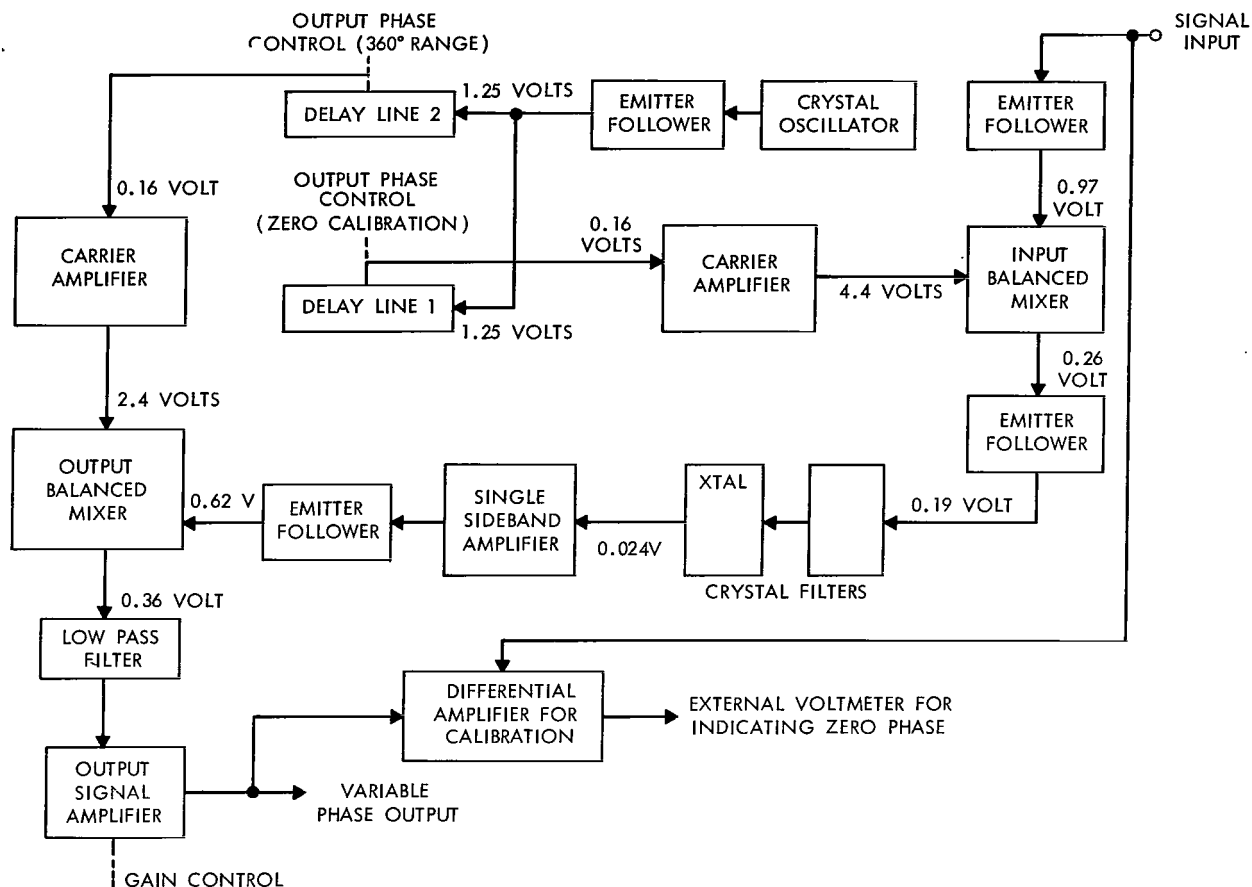 OUTPUT PHASE
CONTROL (360° RANGE)
SIGNAL
INPUT
1.25 VOLTS
DELAY LINE 2
EMITTER
FOLLOWER
CRYSTAL
OSCILLATOR
EMITTER
FOLLOWER
0.16 VOLT
OUTPUT PHASE
CONTROL
(ZERO CALIBRATION)
0.97
VOLT
0.16
VOLTS
CARRIER
AMPLIFIER
CARRIER
AMPLIFIER
INPUT
BALANCED
MIXER
4.4 VOLTS
DELAY LINE 1
1.25 VOLTS
0.26
VOLT
2.4 VOLTS
EMITTER
FOLLOWER
OUTPUT
BALANCED
MIXER
0.62 V
EMITTER
FOLLOWER
SINGLE
SIDEBAND
AMPLIFIER
0.024V
XTAL
0.19 VOLT
CRYSTAL FILTERS
0.36 VOLT
LOW PASS
FILTER
DIFFERENTIAL
AMPLIFIER FOR
CALIBRATION
EXTERNAL VOLTMETER FOR
INDICATING ZERO PHASE
OUTPUT
SIGNAL
AMPLIFIER
VARIABLE
PHASE OUTPUT
GAIN CONTROL